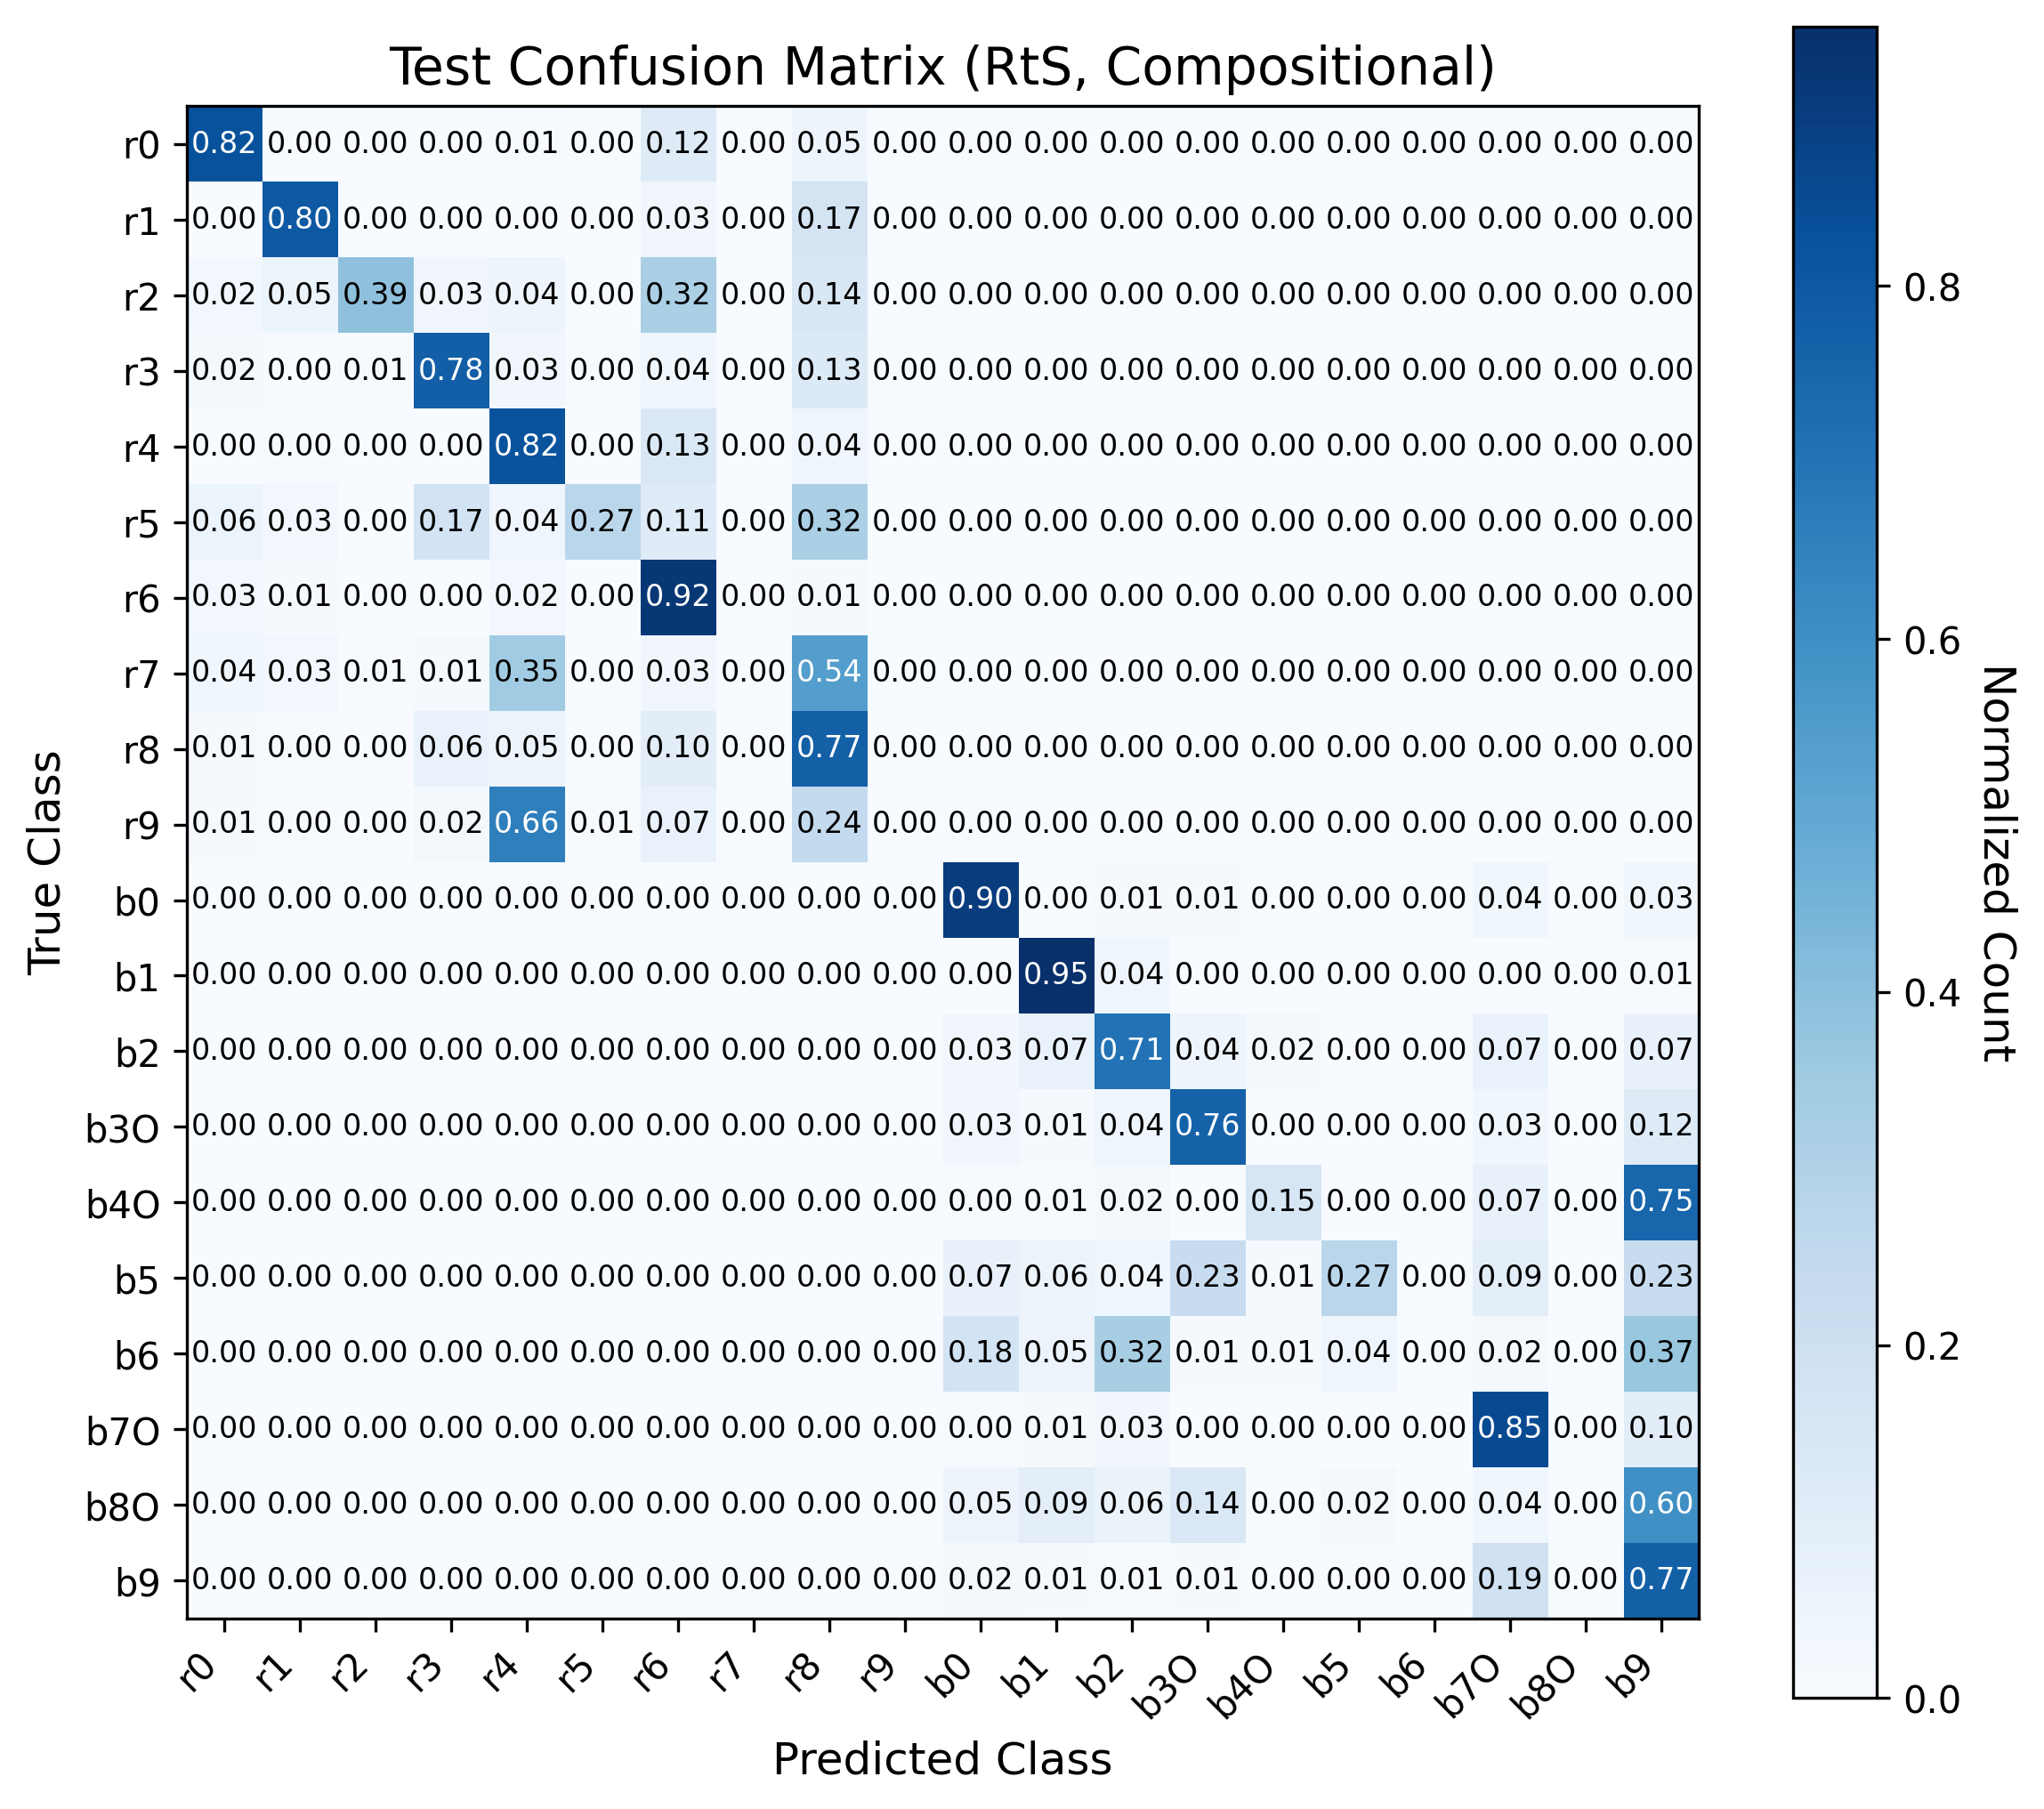 Test Confusion Matrix (RtS, Compositional)
r0 0.82 0.00 0.00 0.00 0.01 0.00 0.12 0.00 0.05 0.00 0.00 0.00 0.00 0.00 0.00 0.00 0.00 0.00 0.00 0.00
r1 0.00 0.80 0.00 0.00 0.00 0.00 0.03 0.00 0.17 0.00 0.00 0.00 0.00 0.00 0.00 0.00 0.00 0.00 0.00 0.00
r2 0.02 0.05 0.39 0.03 0.04 0.00 0.32 0.00 0.14 0.00 0.00 0.00 0.00 0.00 0.00 0.00 0.00 0.00 0.00 0.00
r3 0.02 0.00 0.01 0.78 0.03 0.00 0.04 0.00 0.13 0.00 0.00 0.00 0.00 0.00 0.00 0.00 0.00 0.00 0.00 0.00
r4 0.00 0.00 0.00 0.00 0.82 0.00 0.13 0.00 0.04 0.00 0.00 0.00 0.00 0.00 0.00 0.00 0.00 0.00 0.00 0.00
r5 0.06 0.03 0.00 0.17 0.04 0.27 0.11 0.00 0.32 0.00 0.00 0.00 0.00 0.00 0.00 0.00 0.00 0.00 0.00 0.00
r6 0.03 0.01 0.00 0.00 0.02 0.00 0.92 0.00 0.01 0.00 0.00 0.00 0.00 0.00 0.00 0.00 0.00 0.00 0.00 0.00
r7 0.04 0.03 0.01 0.01 0.35 0.00 0.03 0.00 0.54 0.00 0.00 0.00 0.00 0.00 0.00 0.00 0.00 0.00 0.00 0.00
r8 0.01 0.00 0.00 0.06 0.05 0.00 0.10 0.00 0.77 0.00 0.00 0.00 0.00 0.00 0.00 0.00 0.00 0.00 0.00 0.00
r9 0.01 0.00 0.00 0.02 0.66 0.01 0.07 0.00 0.24 0.00 0.00 0.00 0.00 0.00 0.00 0.00 0.00 0.00 0.00 0.00
b0 0.00 0.00 0.00 0.00 0.00 0.00 0.00 0.00 0.00 0.00 0.90 0.00 0.01 0.01 0.00 0.00 0.00 0.04 0.00 0.03
b1 0.00 0.00 0.00 0.00 0.00 0.00 0.00 0.00 0.00 0.00 0.00 0.95 0.04 0.00 0.00 0.00 0.00 0.00 0.00 0.01
b2 0.00 0.00 0.00 0.00 0.00 0.00 0.00 0.00 0.00 0.00 0.03 0.07 0.71 0.04 0.02 0.00 0.00 0.07 0.00 0.07
b3O 0.00 0.00 0.00 0.00 0.00 0.00 0.00 0.00 0.00 0.00 0.03 0.01 0.04 0.76 0.00 0.00 0.00 0.03 0.00 0.12
b4O 0.00 0.00 0.00 0.00 0.00 0.00 0.00 0.00 0.00 0.00 0.00 0.01 0.02 0.00 0.15 0.00 0.00 0.07 0.00 0.75
b5 0.00 0.00 0.00 0.00 0.00 0.00 0.00 0.00 0.00 0.00 0.07 0.06 0.04 0.23 0.01 0.27 0.00 0.09 0.00 0.23
b6 0.00 0.00 0.00 0.00 0.00 0.00 0.00 0.00 0.00 0.00 0.18 0.05 0.32 0.01 0.01 0.04 0.00 0.02 0.00 0.37
b7O 0.00 0.00 0.00 0.00 0.00 0.00 0.00 0.00 0.00 0.00 0.00 0.01 0.03 0.00 0.00 0.00 0.00 0.85 0.00 0.10
b8O 0.00 0.00 0.00 0.00 0.00 0.00 0.00 0.00 0.00 0.00 0.05 0.09 0.06 0.14 0.00 0.02 0.00 0.04 0.00 0.60
b9 0.00 0.00 0.00 0.00 0.00 0.00 0.00 0.00 0.00 0.00 0.02 0.01 0.01 0.01 0.00 0.00 0.00 0.19 0.00 0.77
r0 r1 r2 r3 r4 r5 r6 r7 r8 r9 b0 b1 b2 b3O b4O b5 b6 b7O b8O b9
Predicted Class
True Class
0.8
0.6
0.4
0.2
0.0
Normalized Count